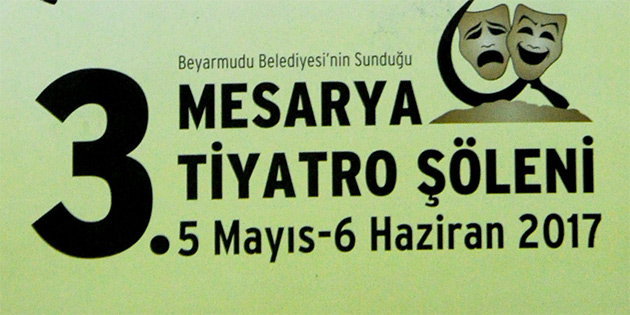 Beyarmudu Belediyesi'nin Sunduğu
3. MESARYA
TİYATRO ŞÖLENİ
5 Mayıs-6 Haziran 2017